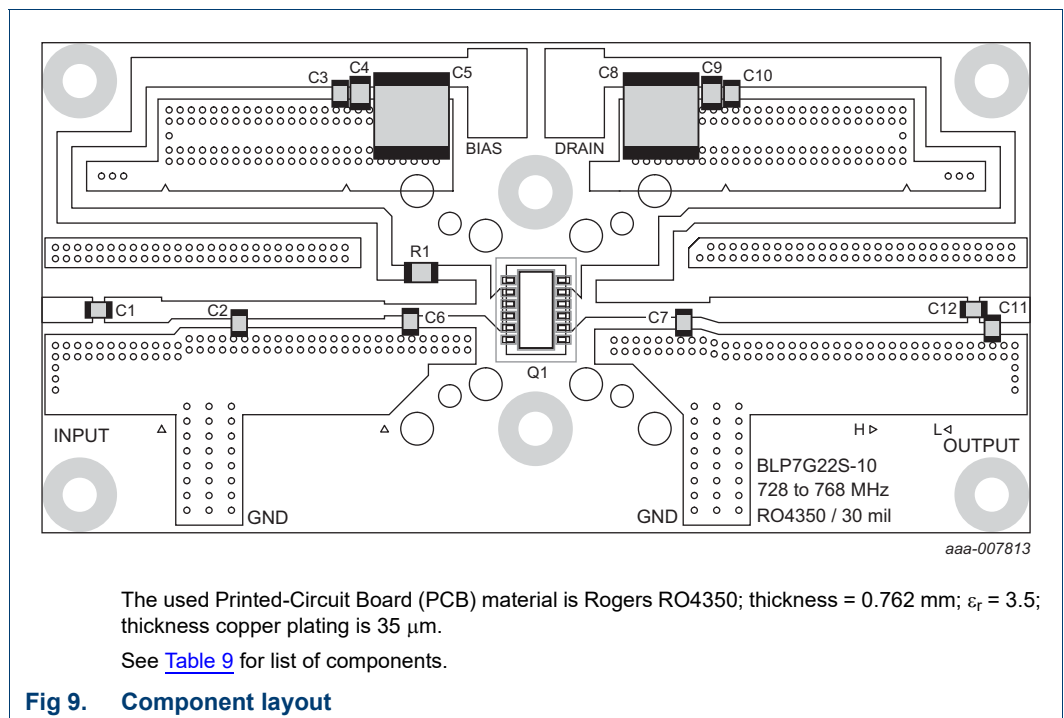 C3 C4 C5 C8 C9 C10
BIAS DRAIN
R1
C1 C2 C6 C7 C12 C11
Q1
INPUT H L OUTPUT
BLP7G22S-10
728 to 768 MHz
GND GND RO4350 / 30 mil
aaa-007813
The used Printed-Circuit Board (PCB) material is Rogers RO4350; thickness = 0.762 mm; εr = 3.5;
thickness copper plating is 35 μm.
See Table 9 for list of components.
Fig 9. Component layout